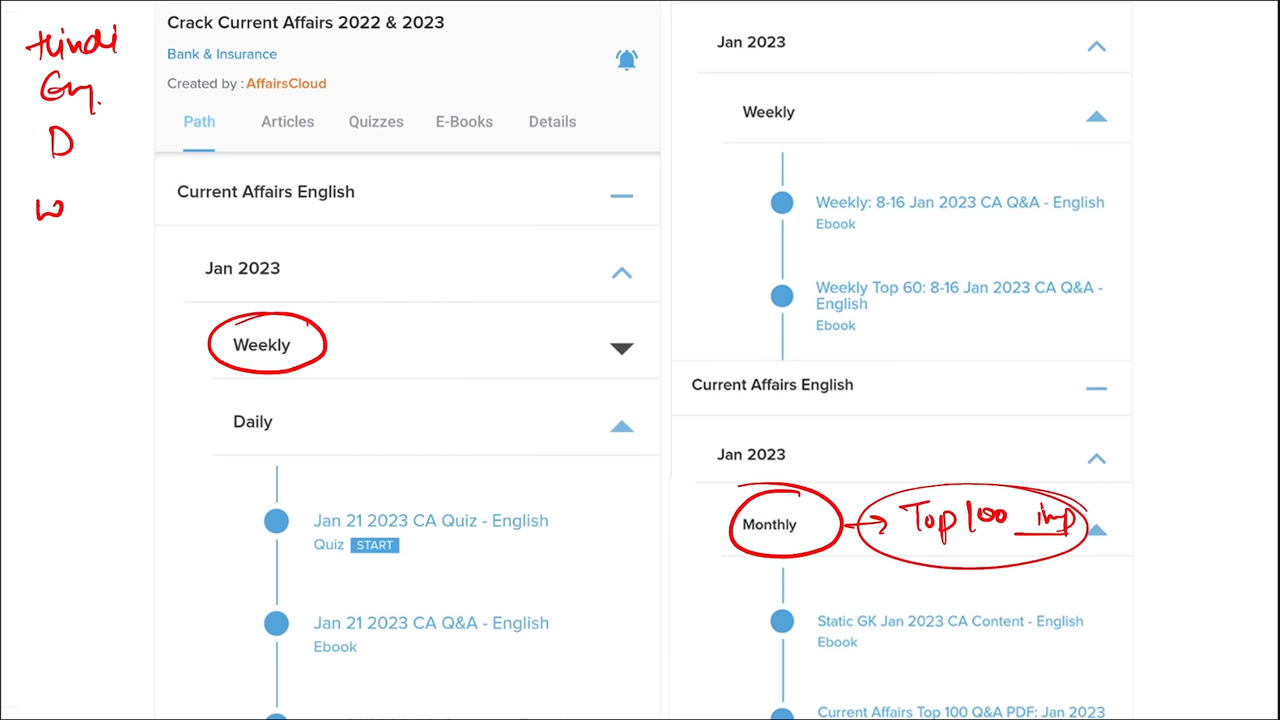 Hindi
D
W
Crack Current Affairs 2022 & 2023
Bank & Insurance
Created by : AffairsCloud
Path Articles Quizzes E-Books Details
Current Affairs English
Jan 2023
Weekly
Daily
Jan 21 2023 CA Quiz - English
Quiz START
Jan 21 2023 CA Q&A - English
Ebook
Jan 2023
Weekly
Weekly: 8-16 Jan 2023 CA Q&A - English
Ebook
Weekly Top 60: 8-16 Jan 2023 CA Q&A -
English
Ebook
Current Affairs English
Jan 2023
Monthly → Top 100 imp
Static GK Jan 2023 CA Content - English
Ebook
Current Affairs Top 100 Q&A PDF: Jan 2023